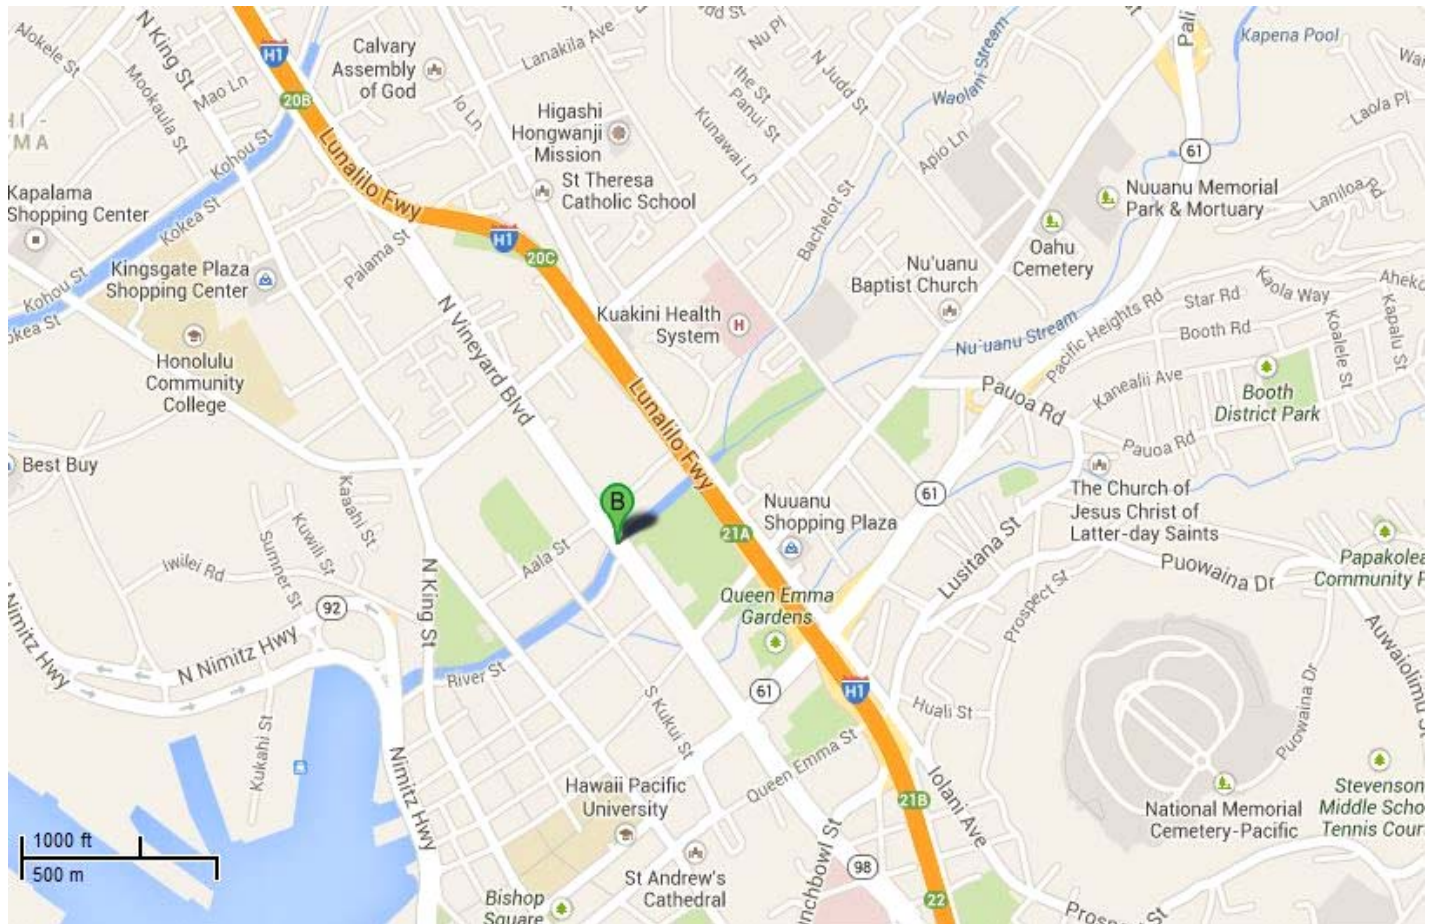 Alokele St
N King St
H1
Calvary
Assembly
of God
Lanakila Ave
Nu Pl
N Judd St
Waolani Stream
Pali
Kapena Pool
Mookaula St
Mao Ln
20B
Io Ln
Ihe St
Panui St
Laola Pl
Kohou St
Lunalilo Fwy
Higashi
Hongwanji
Mission
Kunawai Ln
Apio Ln
61
Kapalama
Shopping Center
Kokea St
St Theresa
Catholic School
Bachelot St
Nuuanu Memorial
Park & Mortuary
Laniloa Rd
Palama St
H1
20C
Oahu
Cemetery
Kingsgate Plaza
Shopping Center
Kohou St
Nu'uanu
Baptist Church
Kaola Way
Star Rd
Booth Rd
Kapalu St
Koalele St
Honolulu
Community
College
N Vineyard Blvd
Kuakini Health
System
H
Nu'uanu Stream
Pacific Heights Rd
Lunalilo Fwy
Pauoa Rd
Kanealii Ave
Booth
District Park
Best Buy
Kaaahi St
B
Pauoa Rd
61
The Church of
Jesus Christ of
Latter-day Saints
Nuuanu
Shopping Plaza
21A
Kuwili St
Sumner St
Iwilei Rd
Aala St
Lusitana St
Puowaina Dr
Papakolea
Prospect St
92
N King St
Queen Emma
Gardens
Nimitz Hwy
N Nimitz Hwy
River St
61
H1
Huali St
Puowaina Dr
S Kukui St
Kukahi St
Nimitz Hwy
Queen Emma St
Iolani Ave
Hawaii Pacific
University
21B
National Memorial
Cemetery-Pacific
Stevenson
Middle Scho
Tennis Cour
1000 ft
500 m
98
St Andrew's
Cathedral
22
Bishop
Square
Prospect St